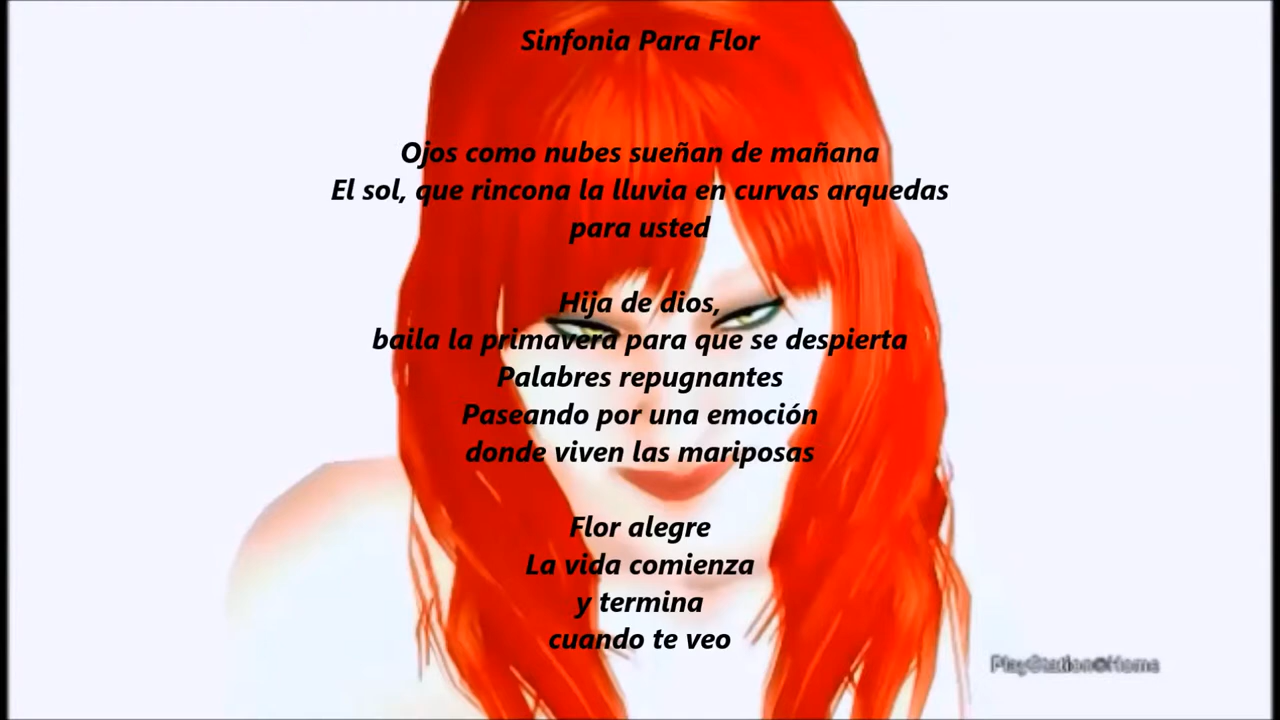 Sinfonia Para Flor
Ojos como nubes sueñan de mañana
El sol, que rincona la lluvia en curvas arquedas
para usted
Hija de dios,
baila la primavera para que se despierta
Palabres repugnantes
Paseando por una emoción
donde viven las mariposas
Flor alegre
La vida comienza
y termina
cuando te veo
PlayStation®Home